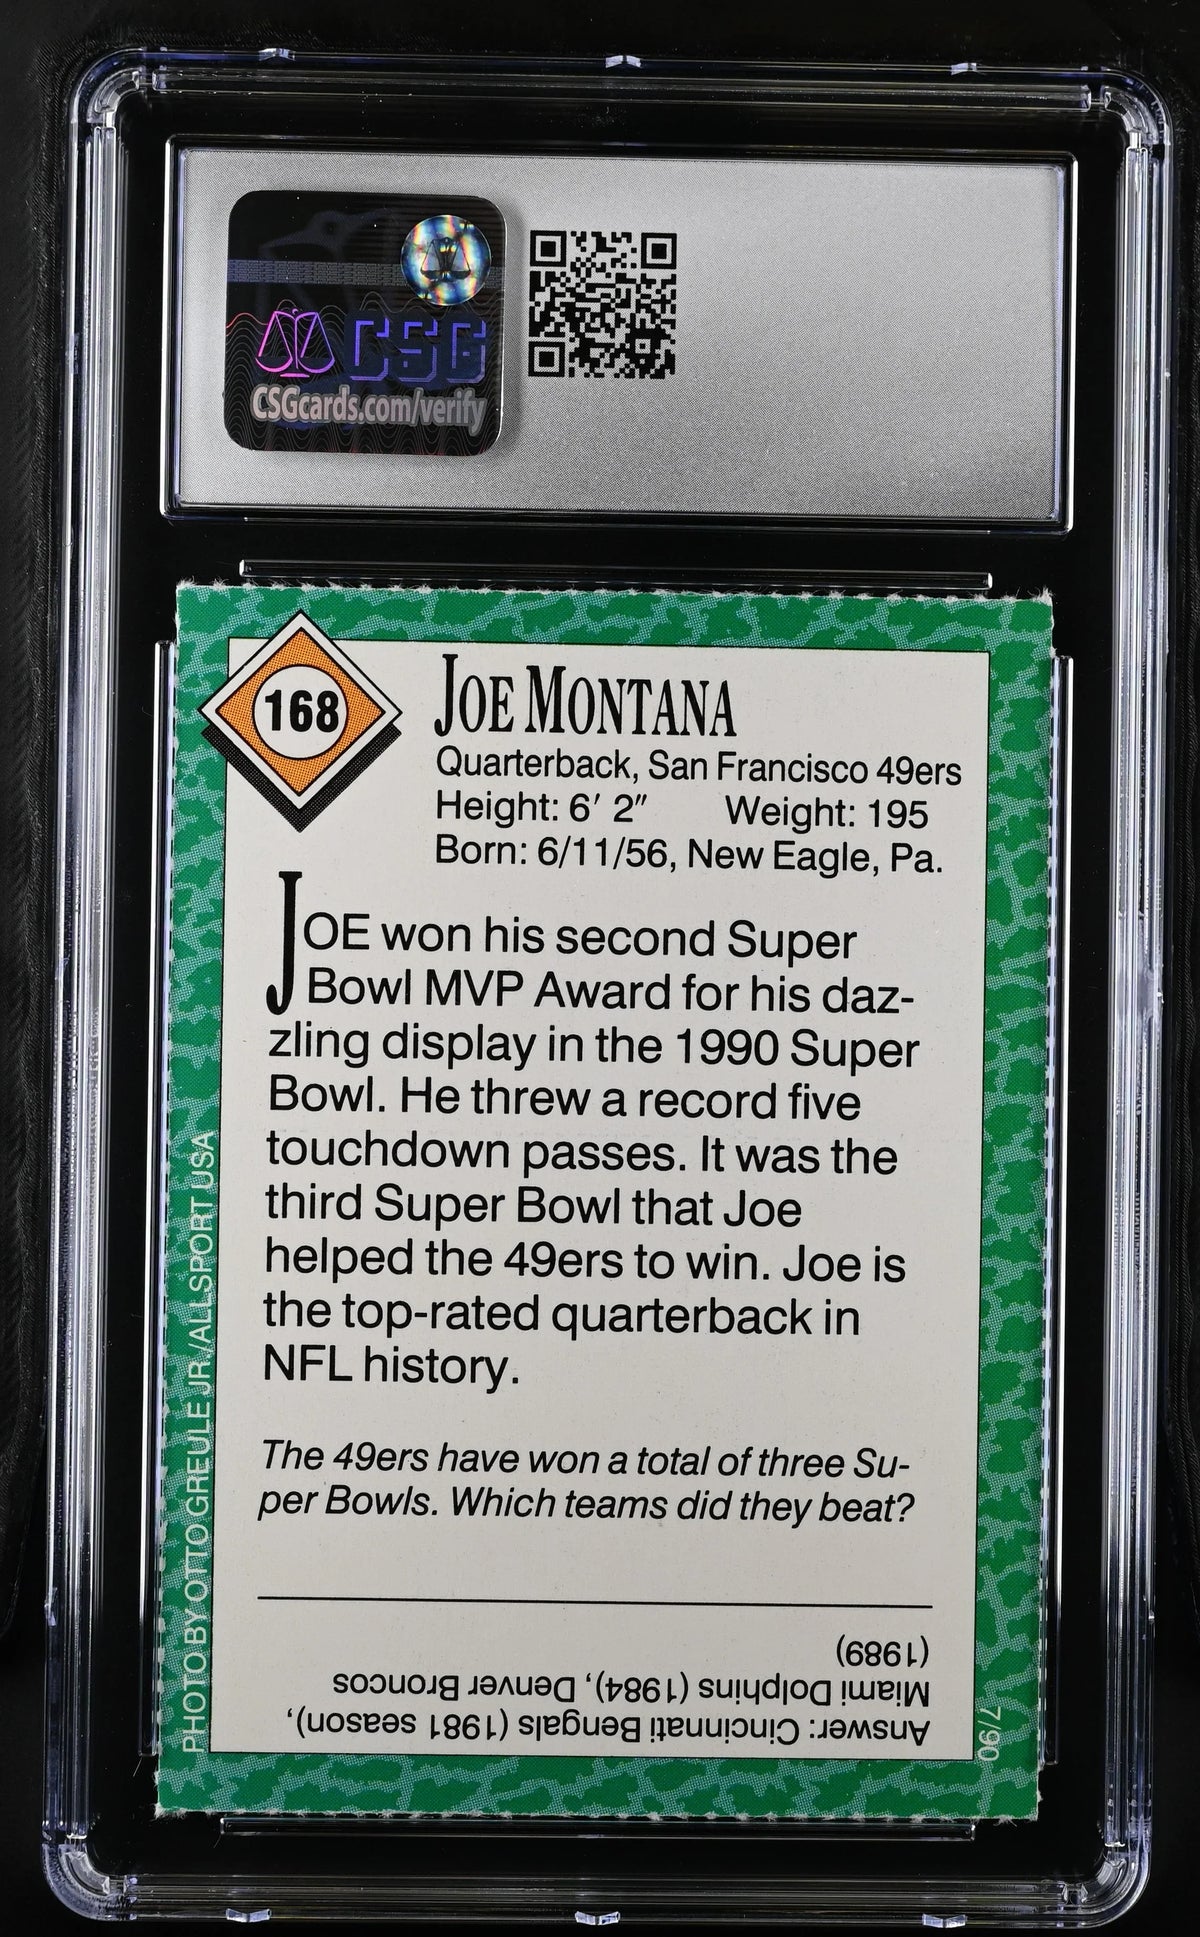 CSG
CSGcards.com/verify
168
JOE MONTANA
Quarterback, San Francisco 49ers
Height: 6′ 2″ Weight: 195
Born: 6/11/56, New Eagle, Pa.
JOE won his second Super
Bowl MVP Award for his daz-
zling display in the 1990 Super
Bowl. He threw a record five
touchdown passes. It was the
third Super Bowl that Joe
helped the 49ers to win. Joe is
the top-rated quarterback in
NFL history.
The 49ers have won a total of three Su-
per Bowls. Which teams did they beat?
Answer: Cincinnati Bengals (1981 season),
Miami Dolphins (1984), Denver Broncos
(1989)
PHOTO BY OTTO GREULE JR./ALLSPORT USA
7/90